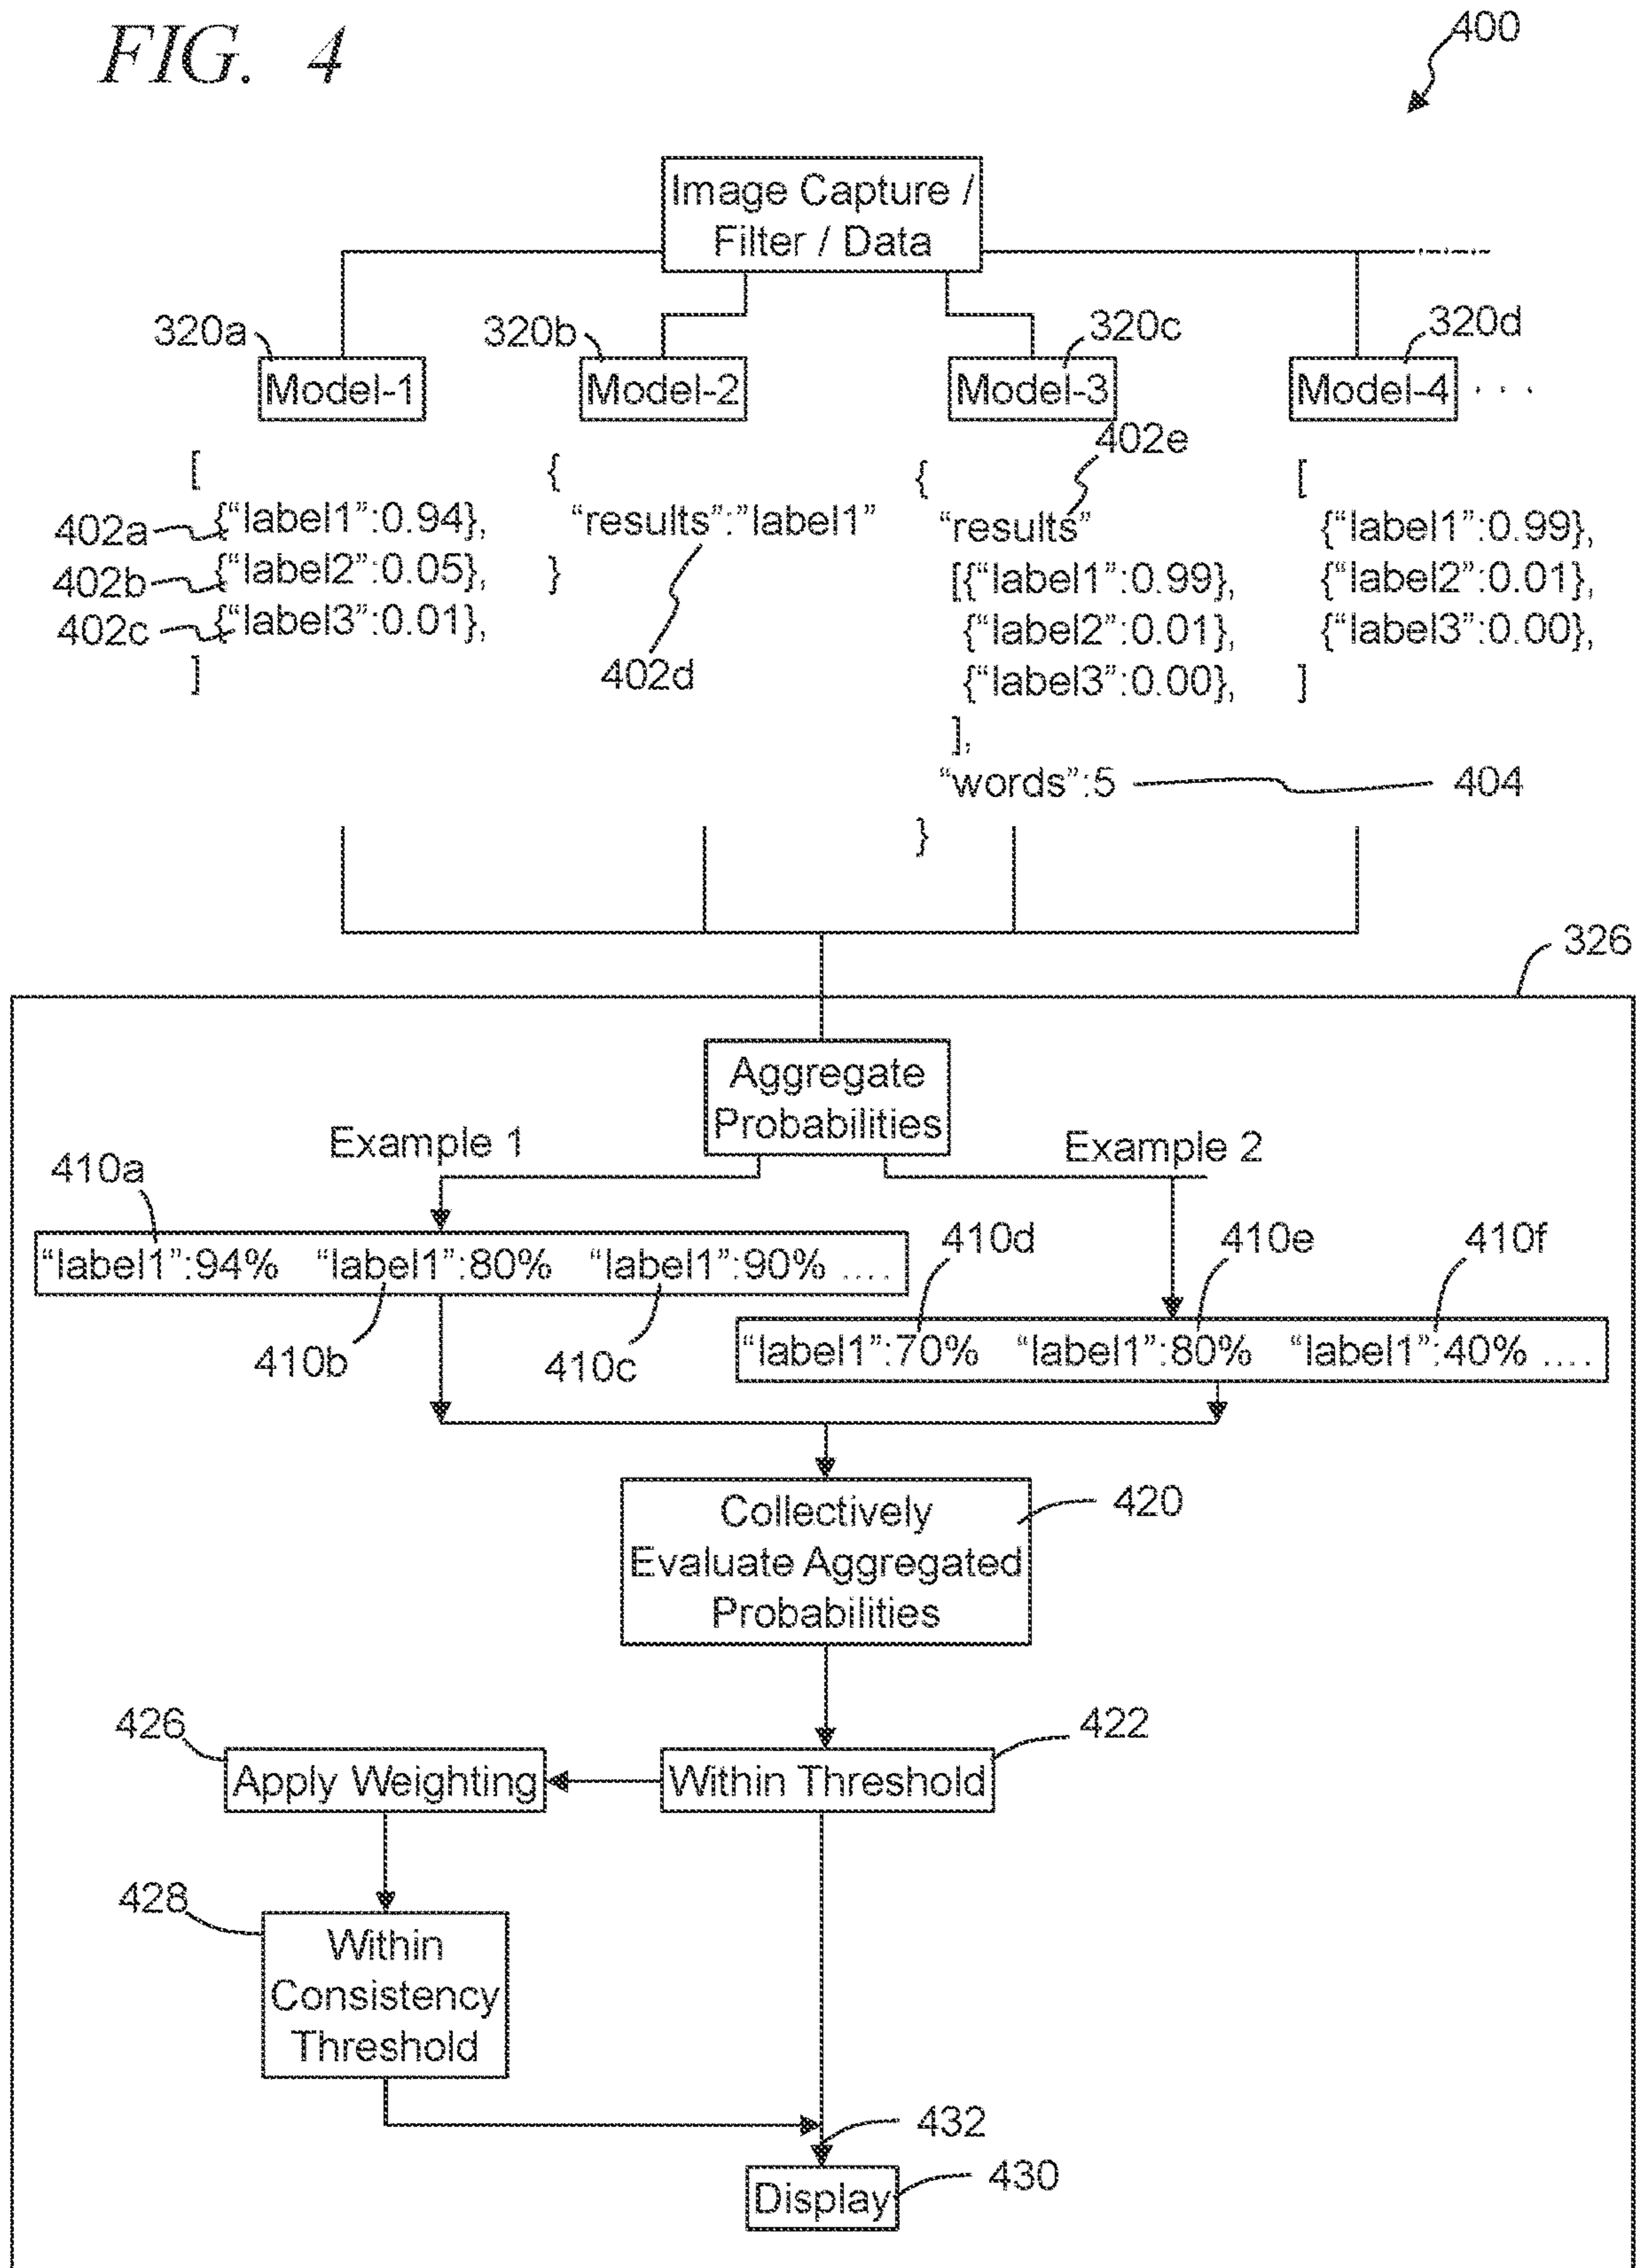 FIG. 4
400
Image Capture /
Filter / Data
320a
320b
320c
320d
Model-1
Model-2
Model-3
Model-4 . . .
[
402a
{“label1”:0.94},
402b
{“label2”:0.05},
402c
{“label3”:0.01},
]
{
“results”:“label1”
}
402d
402e
{
“results”
[{“label1”:0.99},
{“label2”:0.01},
{“label3”:0.00},
],
“words”:5
404
}
[
{“label1”:0.99},
{“label2”:0.01},
{“label3”:0.00},
]
326
Aggregate
Probabilities
Example 1
Example 2
410a
“label1”:94% “label1”:80% “label1”:90% ....
410b
410c
410d
410e
410f
“label1”:70% “label1”:80% “label1”:40% ....
Collectively
Evaluate Aggregated
Probabilities
420
426
422
Apply Weighting
Within Threshold
428
Within
Consistency
Threshold
432
Display
430